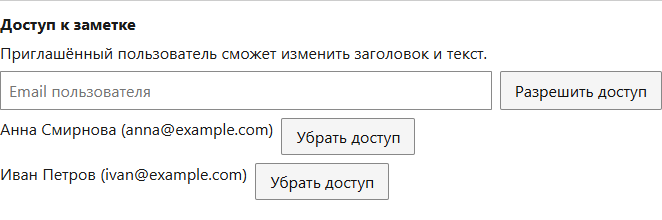 Доступ к заметке
Приглашённый пользователь сможет изменить заголовок и текст.
Email пользователя Разрешить доступ
Анна Смирнова (anna@example.com) Убрать доступ
Иван Петров (ivan@example.com) Убрать доступ